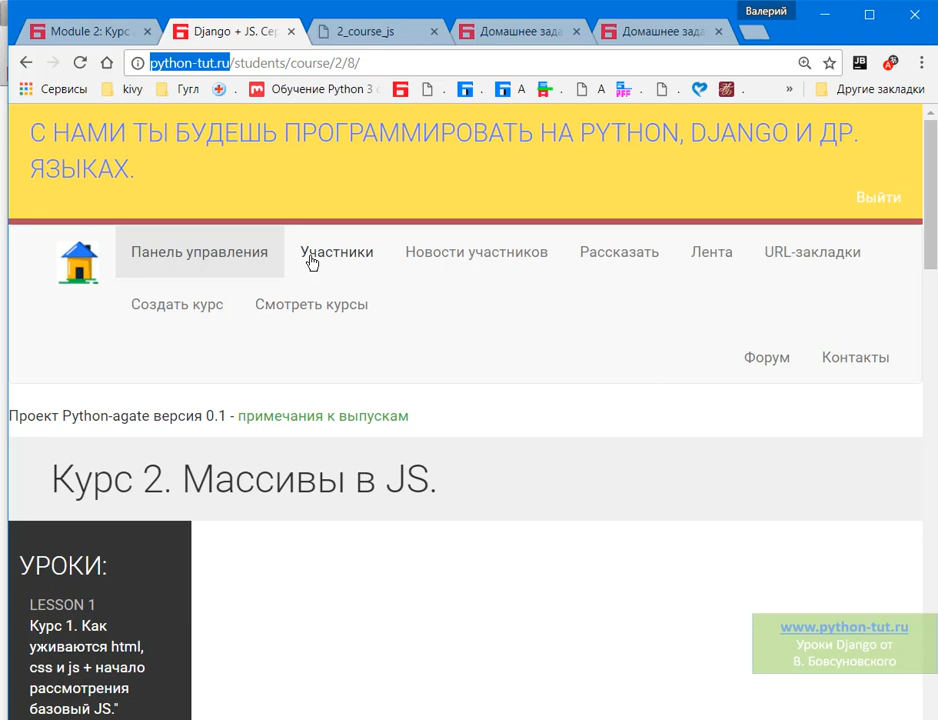 Валерий
Module 2: Курс
Django + JS. Сер
2_course_js
Домашнее зад
Домашнее зад
python-tut.ru/students/course/2/8/
Сервисы
kivy
Гугл
Обучение Python 3
А
А
»
Другие закладки
С НАМИ ТЫ БУДЕШЬ ПРОГРАММИРОВАТЬ НА PYTHON, DJANGO И ДР.
ЯЗЫКАХ.
Выйти
Панель управления
Участники
Новости участников
Рассказать
Лента
URL-закладки
Создать курс
Смотреть курсы
Форум
Контакты
Проект Python-agate версия 0.1 - примечания к выпускам
Курс 2. Массивы в JS.
УРОКИ:
LESSON 1
Курс 1. Как
уживаются html,
css и js + начало
рассмотрения
базовый JS."
www.python-tut.ru
Уроки Django от
В. Бовсуновского